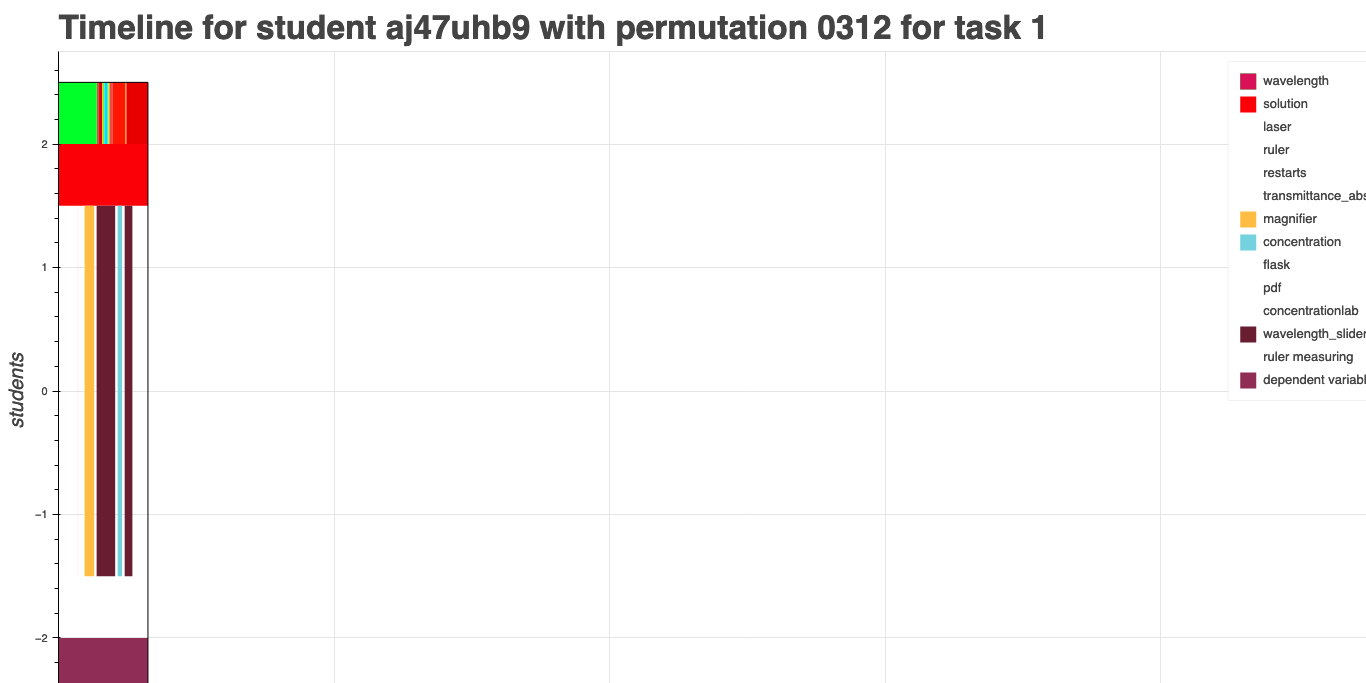 Timeline for student aj47uhb9 with permutation 0312 for task 1
wavelength
solution
laser
ruler
restarts
transmittance_abs
magnifier
concentration
flask
pdf
concentrationlab
wavelength_slider
ruler measuring
dependent variabl
students
2
1
0
−1
−2